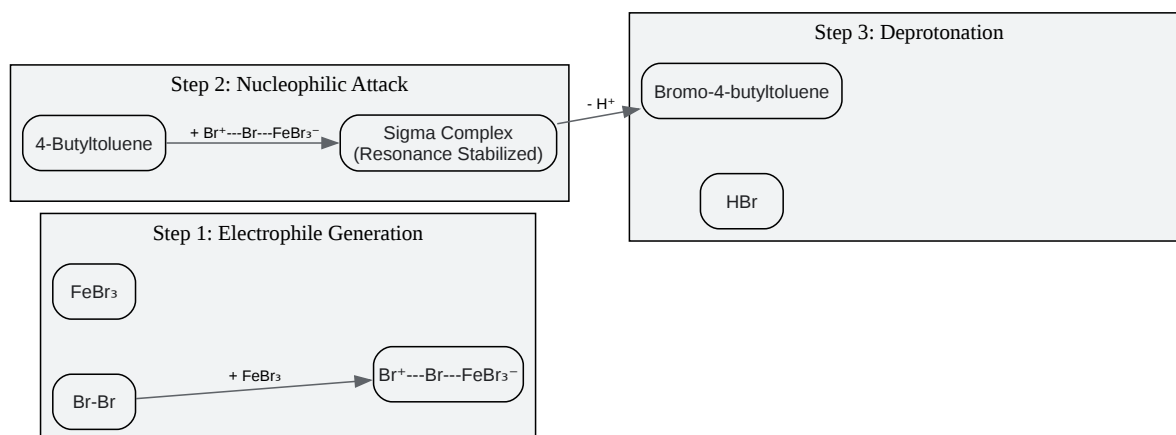 Step 3: Deprotonation
Bromo-4-butyltoluene
HBr
- H⁺
Step 2: Nucleophilic Attack
4-Butyltoluene
+ Br⁺---Br---FeBr₃⁻
Sigma Complex
(Resonance Stabilized)
Step 1: Electrophile Generation
FeBr₃
Br-Br
+ FeBr₃
Br⁺---Br---FeBr₃⁻